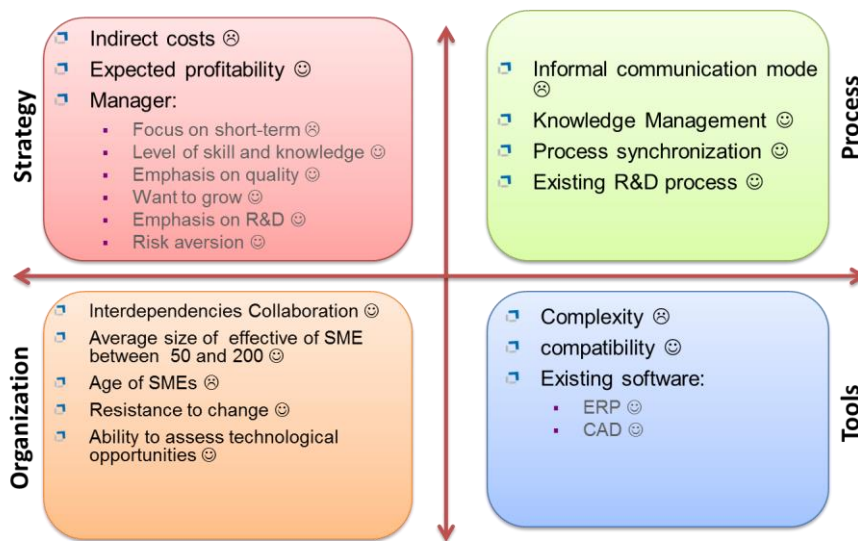 Strategy
Indirect costs ☹
Expected profitability ☺
Manager:
Focus on short-term ☹
Level of skill and knowledge ☺
Emphasis on quality ☺
Want to grow ☺
Emphasis on R&D ☺
Risk aversion ☺
Process
Informal communication mode
☹
Knowledge Management ☺
Process synchronization ☺
Existing R&D process ☺
Organization
Interdependencies Collaboration ☺
Average size of effective of SME
between 50 and 200 ☺
Age of SMEs ☹
Resistance to change ☺
Ability to assess technological
opportunities ☺
Tools
Complexity ☹
compatibility ☺
Existing software:
ERP ☺
CAD ☺